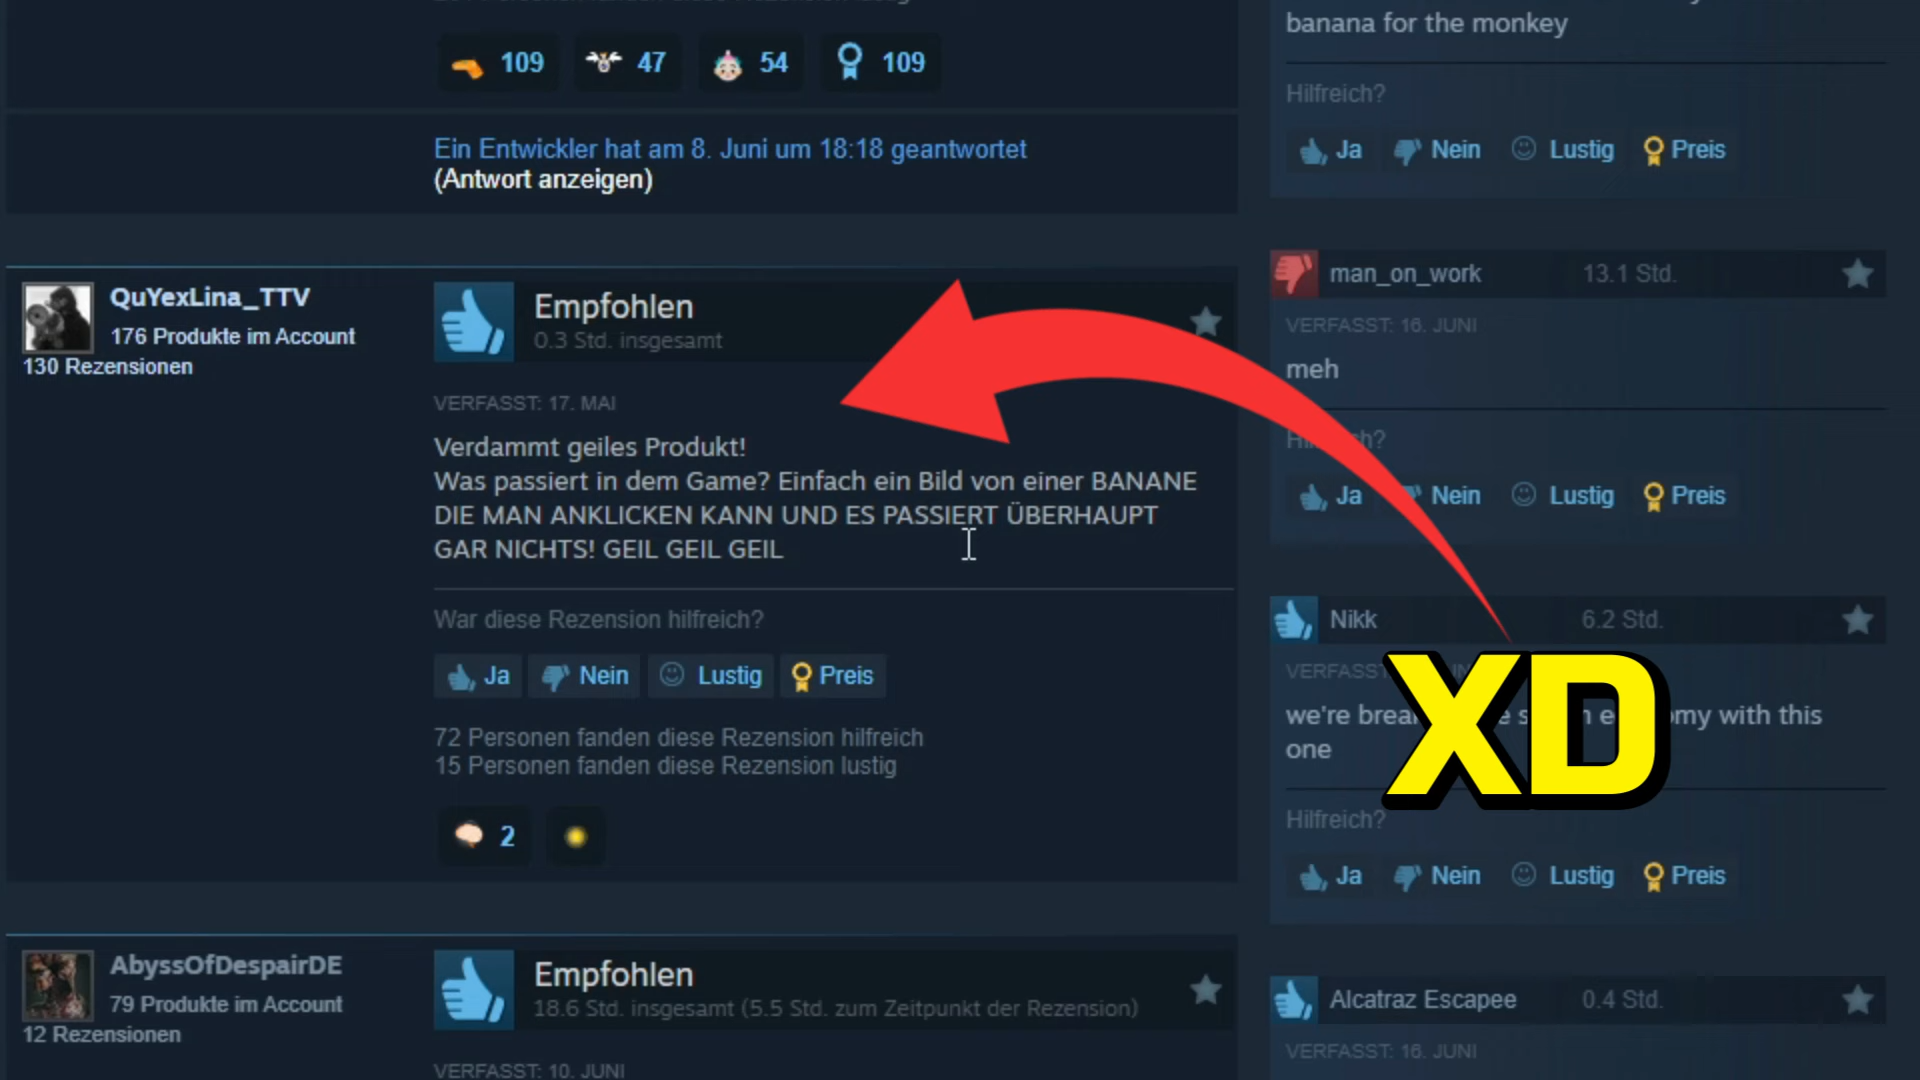 109 47 54 109
Ein Entwickler hat am 8. Juni um 18:18 geantwortet
(Antwort anzeigen)
QuYexLina_TTV
176 Produkte im Account
130 Rezensionen
Empfohlen
0.3 Std. insgesamt
VERFASST: 17. MAI
Verdammt geiles Produkt!
Was passiert in dem Game? Einfach ein Bild von einer BANANE
DIE MAN ANKLICKEN KANN UND ES PASSIERT ÜBERHAUPT
GAR NICHTS! GEIL GEIL GEIL
War diese Rezension hilfreich?
Ja Nein Lustig Preis
72 Personen fanden diese Rezension hilfreich
15 Personen fanden diese Rezension lustig
2
AbyssOfDespairDE
79 Produkte im Account
12 Rezensionen
Empfohlen
18.6 Std. insgesamt (5.5 Std. zum Zeitpunkt der Rezension)
VERFASST: 10. JUNI
banana for the monkey
Hilfreich?
Ja Nein Lustig Preis
man_on_work 13.1 Std.
VERFASST: 16. JUNI
meh
Ja Nein Lustig Preis
Nikk 6.2 Std.
we're with this
one
XD
Hilfreich?
Ja Nein Lustig Preis
Alcatraz Escapee 0.4 Std.
VERFASST: 16. JUNI